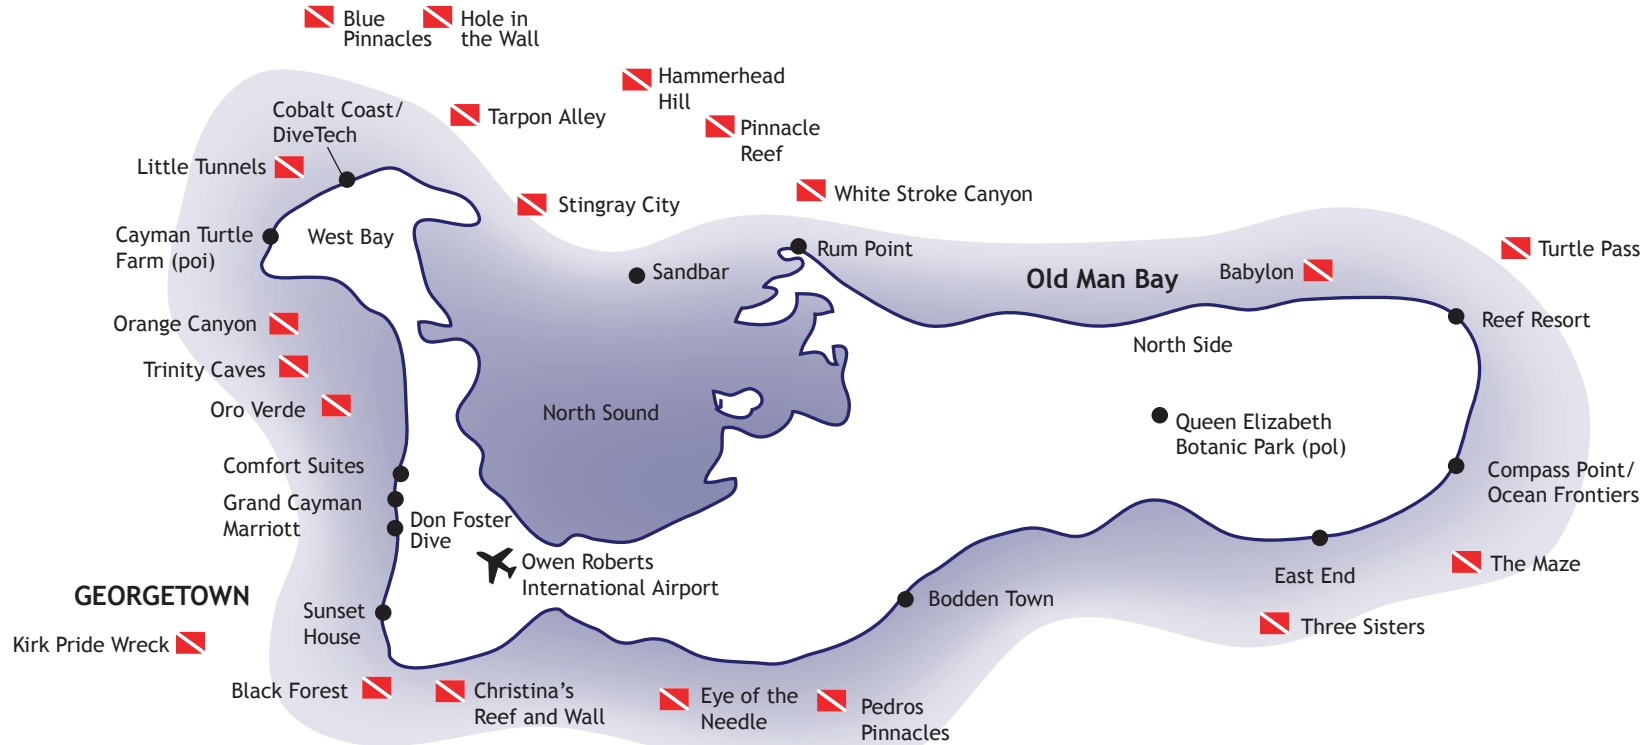 Blue
Pinnacles
Hole in
the Wall
Hammerhead
Hill
Cobalt Coast/
DiveTech
Tarpon Alley
Pinnacle
Reef
Little Tunnels
Stingray City
White Stroke Canyon
Cayman Turtle
Farm (poi)
West Bay
Rum Point
Turtle Pass
Sandbar
Old Man Bay
Babylon
Orange Canyon
Reef Resort
North Side
Trinity Caves
Oro Verde
North Sound
Queen Elizabeth
Botanic Park (pol)
Comfort Suites
Compass Point/
Ocean Frontiers
Grand Cayman
Marriott
Don Foster
Dive
Owen Roberts
International Airport
The Maze
East End
GEORGETOWN
Sunset
House
Bodden Town
Three Sisters
Kirk Pride Wreck
Black Forest
Christina’s
Reef and Wall
Eye of the
Needle
Pedros
Pinnacles